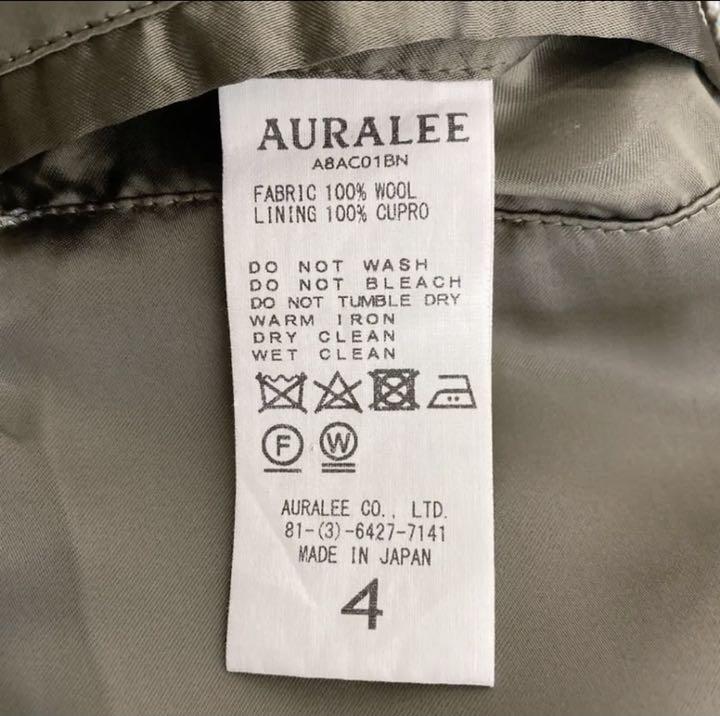 AURALEE
A8AC01BN
FABRIC 100% WOOL
LINING 100% CUPRO
DO NOT WASH
DO NOT BLEACH
DO NOT TUMBLE DRY
WARM IRON
DRY CLEAN
WET CLEAN
F W
AURALEE CO., LTD.
81-(3)-6427-7141
MADE IN JAPAN
4